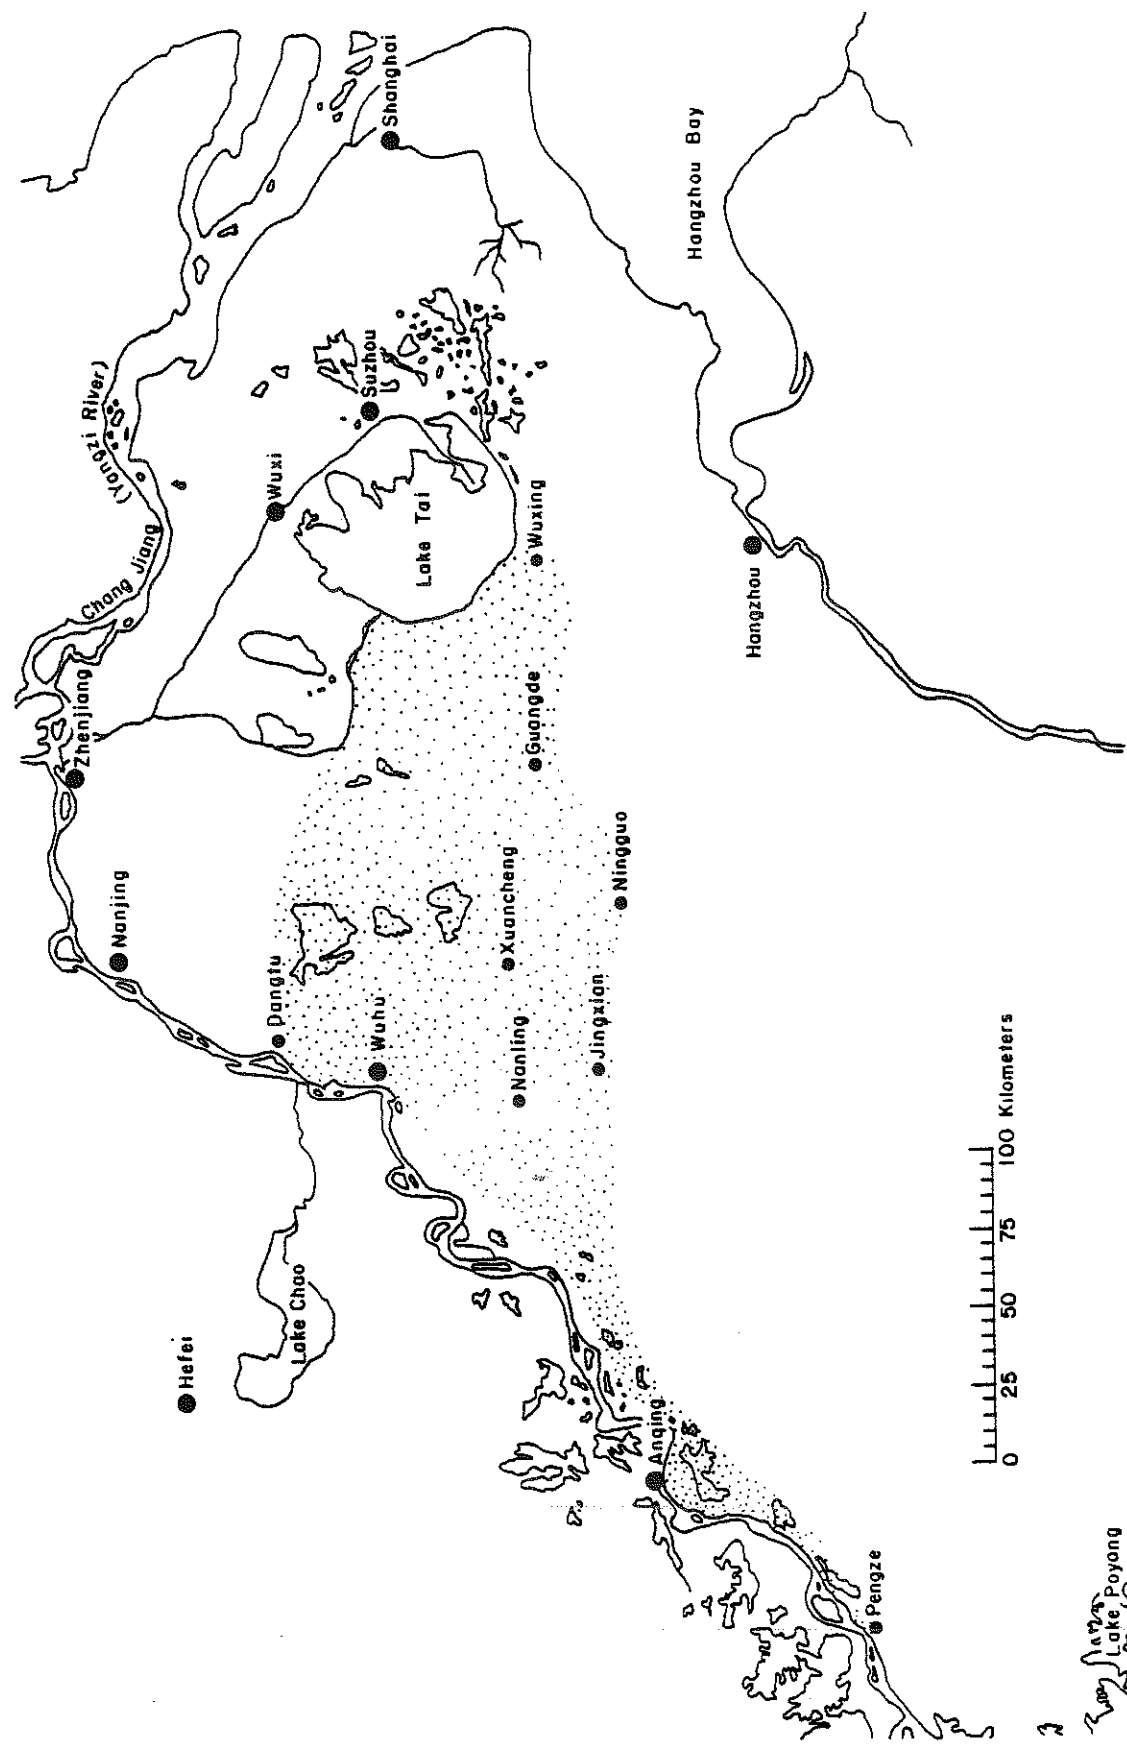 (Yangzi River)
Chang Jiang
Zhenjiang
Nanjing
Dangtu
Wuhu
Hefei
Lake Chao
Shanghai
Suzhou
Wuxi
Lake Tai
Wuxing
Guangde
Xuancheng
Nanling
Ningguo
Jingxian
Hangzhou Bay
Hangzhou
Anqing
Pengze
Lake Poyang
0 25 50 75 100 Kilometers